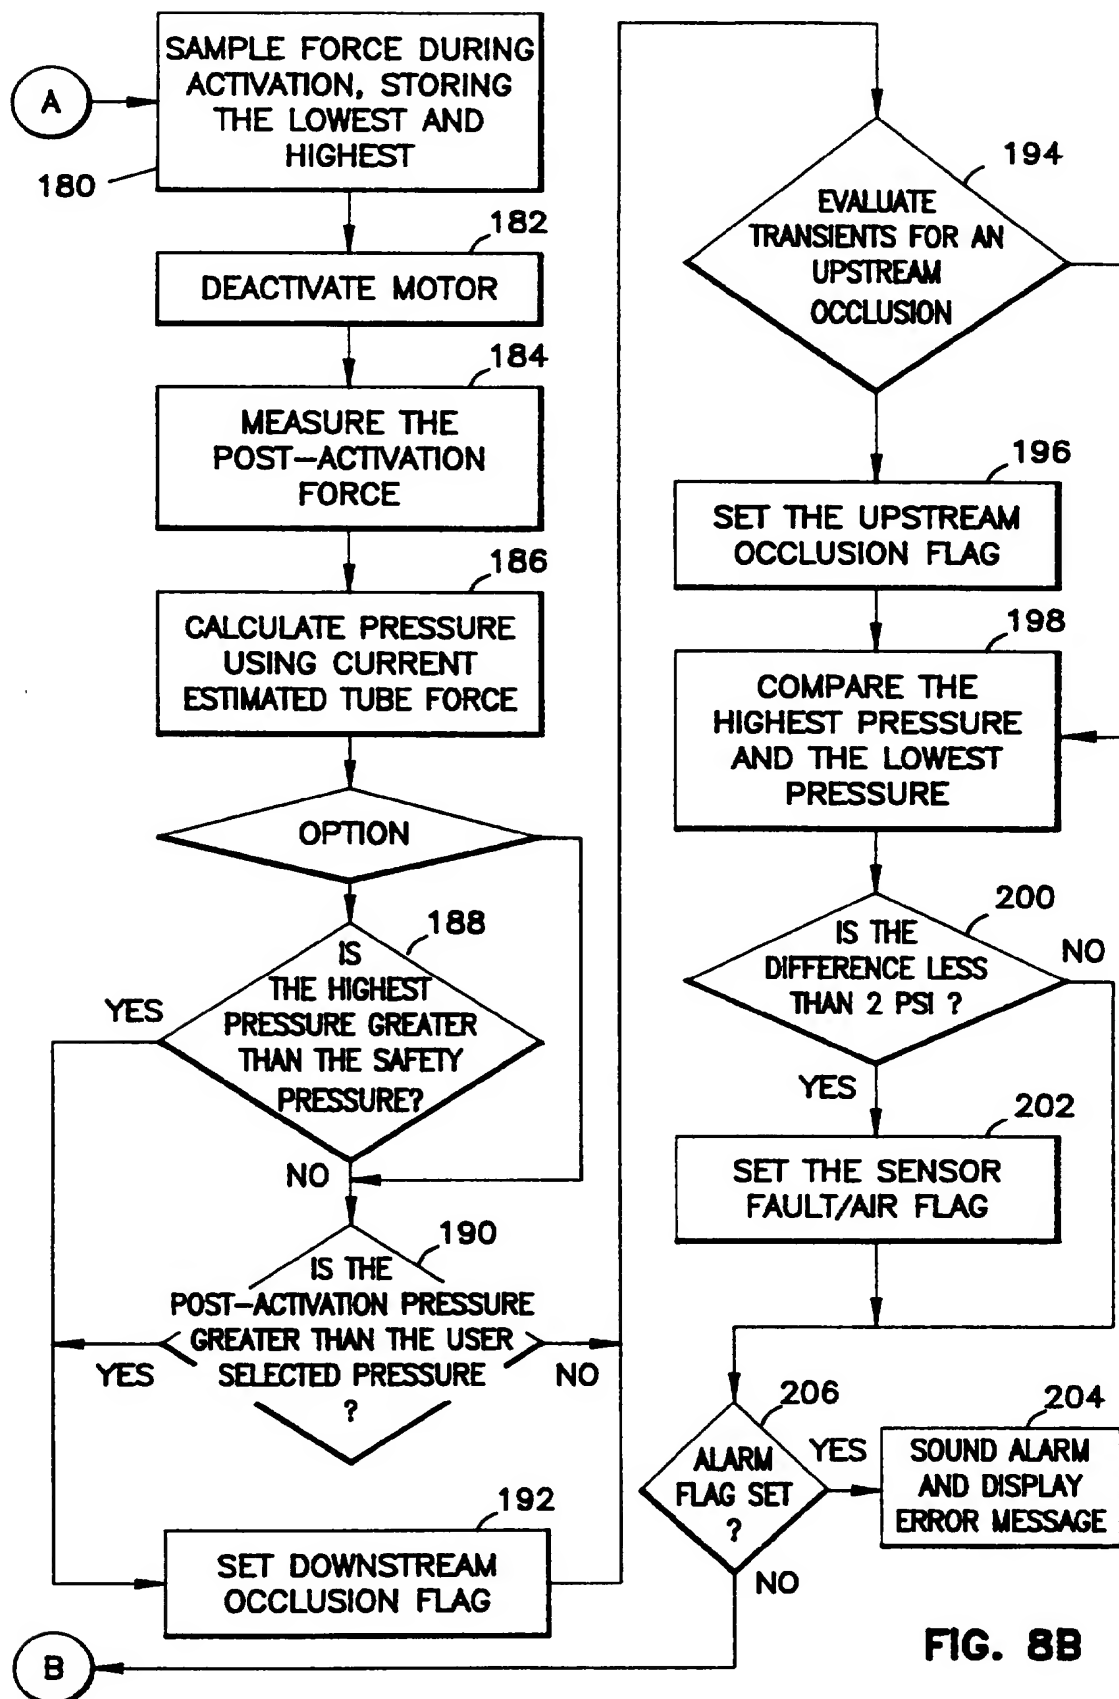 A
SAMPLE FORCE DURING
ACTIVATION, STORING
THE LOWEST AND
HIGHEST
180
182
DEACTIVATE MOTOR
184
MEASURE THE
POST-ACTIVATION
FORCE
186
CALCULATE PRESSURE
USING CURRENT
ESTIMATED TUBE FORCE
OPTION
188
IS
THE HIGHEST
PRESSURE GREATER
THAN THE SAFETY
PRESSURE?
YES
NO
190
IS THE
POST-ACTIVATION PRESSURE
GREATER THAN THE USER
SELECTED PRESSURE
?
YES
NO
192
SET DOWNSTREAM
OCCLUSION FLAG
B
194
EVALUATE
TRANSIENTS FOR AN
UPSTREAM
OCCLUSION
196
SET THE UPSTREAM
OCCLUSION FLAG
198
COMPARE THE
HIGHEST PRESSURE
AND THE LOWEST
PRESSURE
200
IS THE
DIFFERENCE LESS
THAN 2 PSI ?
NO
YES
202
SET THE SENSOR
FAULT/AIR FLAG
206
ALARM
FLAG SET
?
YES
NO
204
SOUND ALARM
AND DISPLAY
ERROR MESSAGE
FIG. 8B